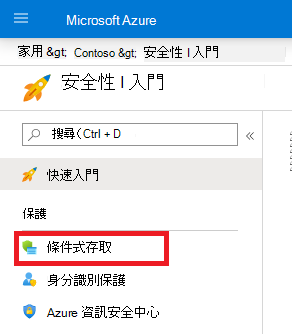 Microsoft Azure
家用 &gt; Contoso &gt; 安全性 I 入門
安全性 I 入門
搜尋（Ctrl + D
快速入門
保護
條件式存取
身分識別保護
Azure 資訊安全中心